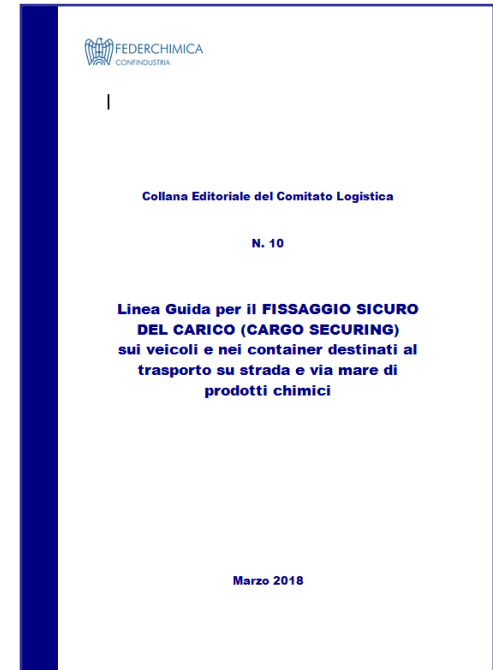 FEDERCHIMICA
CONFINDUSTRIA
Collana Editoriale del Comitato Logistica
N. 10
Linea Guida per il FISSAGGIO SICURO
DEL CARICO (CARGO SECURING)
sui veicoli e nei container destinati al
trasporto su strada e via mare di
prodotti chimici
Marzo 2018